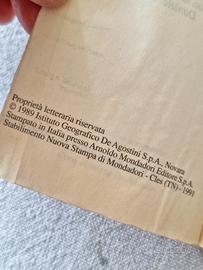 Proprietà letteraria riservata
© 1989 Istituto Geografico De Agostini S.p.A., Novara
Stampato in Italia presso Arnoldo Mondadori Editore S.p.A.
Stabilimento Nuova Stampa di Mondadori - Cles (TN) - 1991